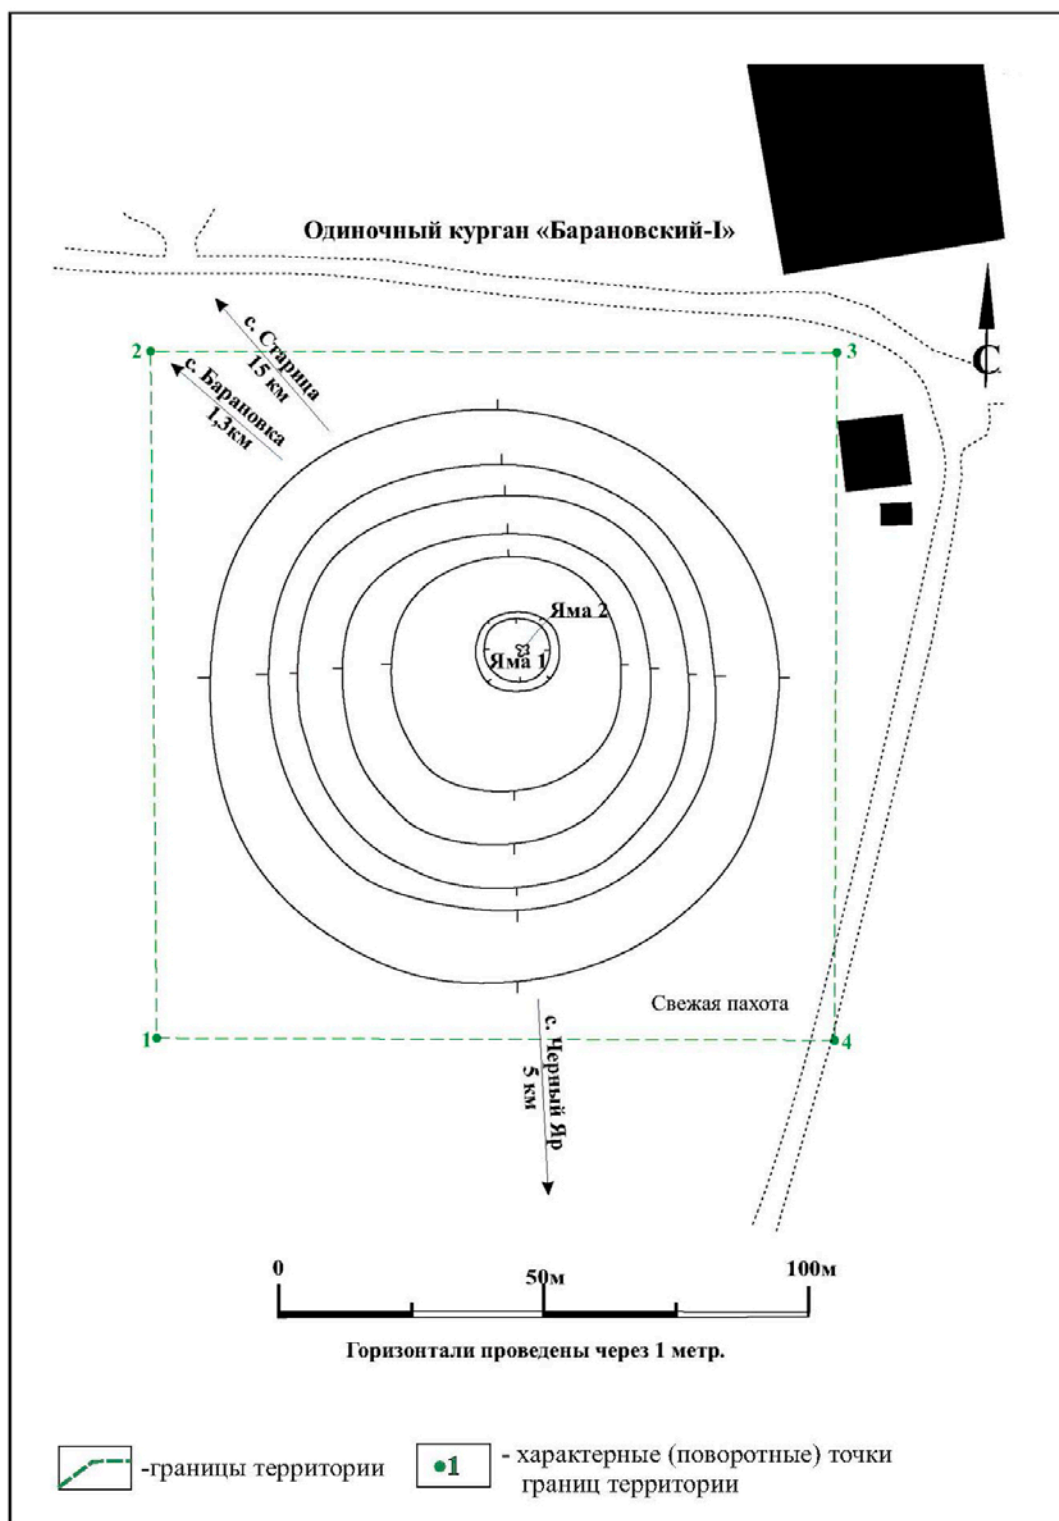 Одиночный курган «Барановский-I»
с. Старица
15 км
2
с. Барановка
1,3км
3
С
Яма 2
Яма 1
Свежая пахота
1
4
с. Черный Яр
5 км
0
50м
100м
Горизонтали проведены через 1 метр.
-границы территории
1
- характерные (поворотные) точки
границ территории